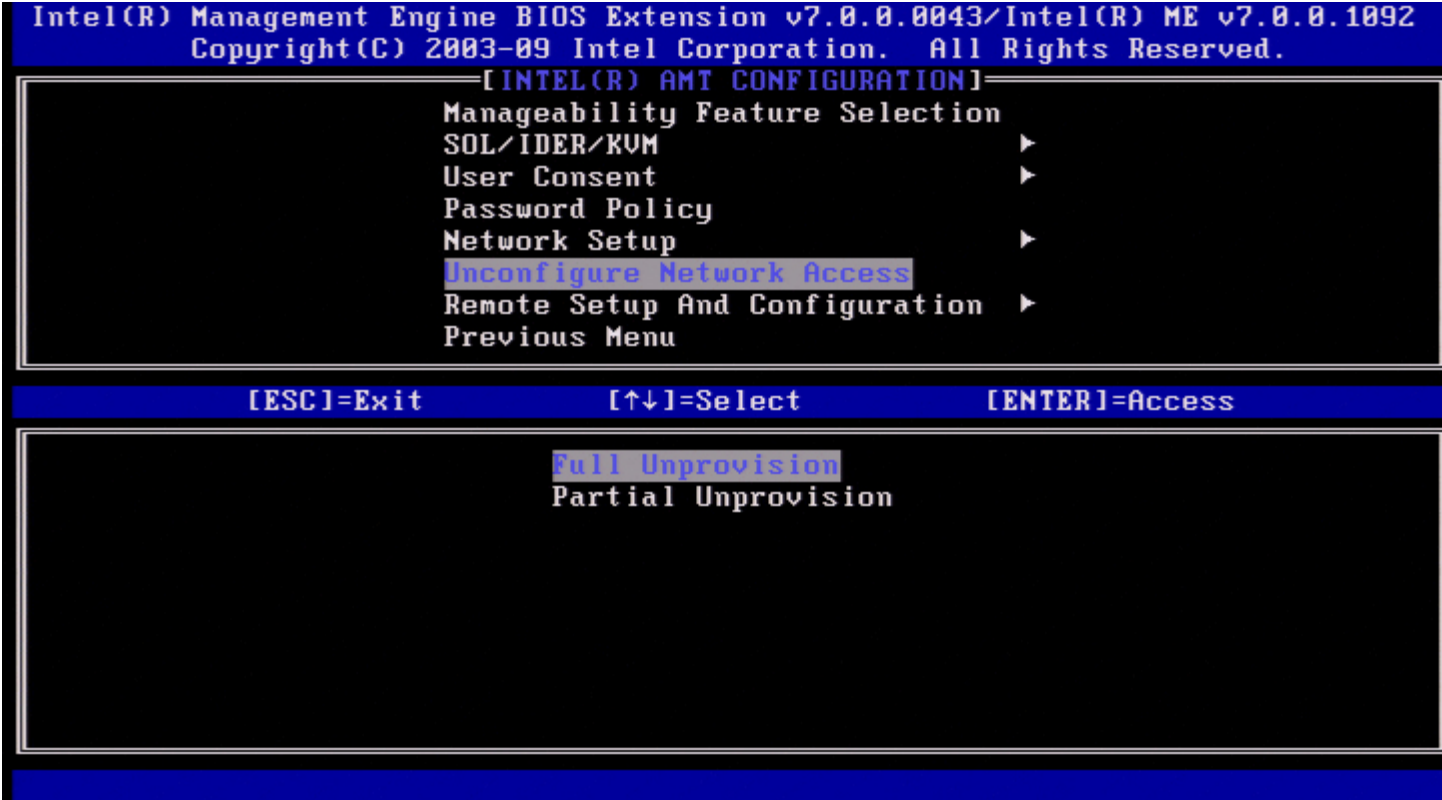 Intel(R) Management Engine BIOS Extension v7.0.0.0043/Intel(R) ME v7.0.0.1092
Copyright(C) 2003-09 Intel Corporation. All Rights Reserved.
[INTEL(R) AMT CONFIGURATION]
Manageability Feature Selection
SOL/IDER/KVM ►
User Consent ►
Password Policy
Network Setup ►
Unconfigure Network Access
Remote Setup And Configuration ►
Previous Menu
[ESC]=Exit [↑↓]=Select [ENTER]=Access
Full Unprovision
Partial Unprovision